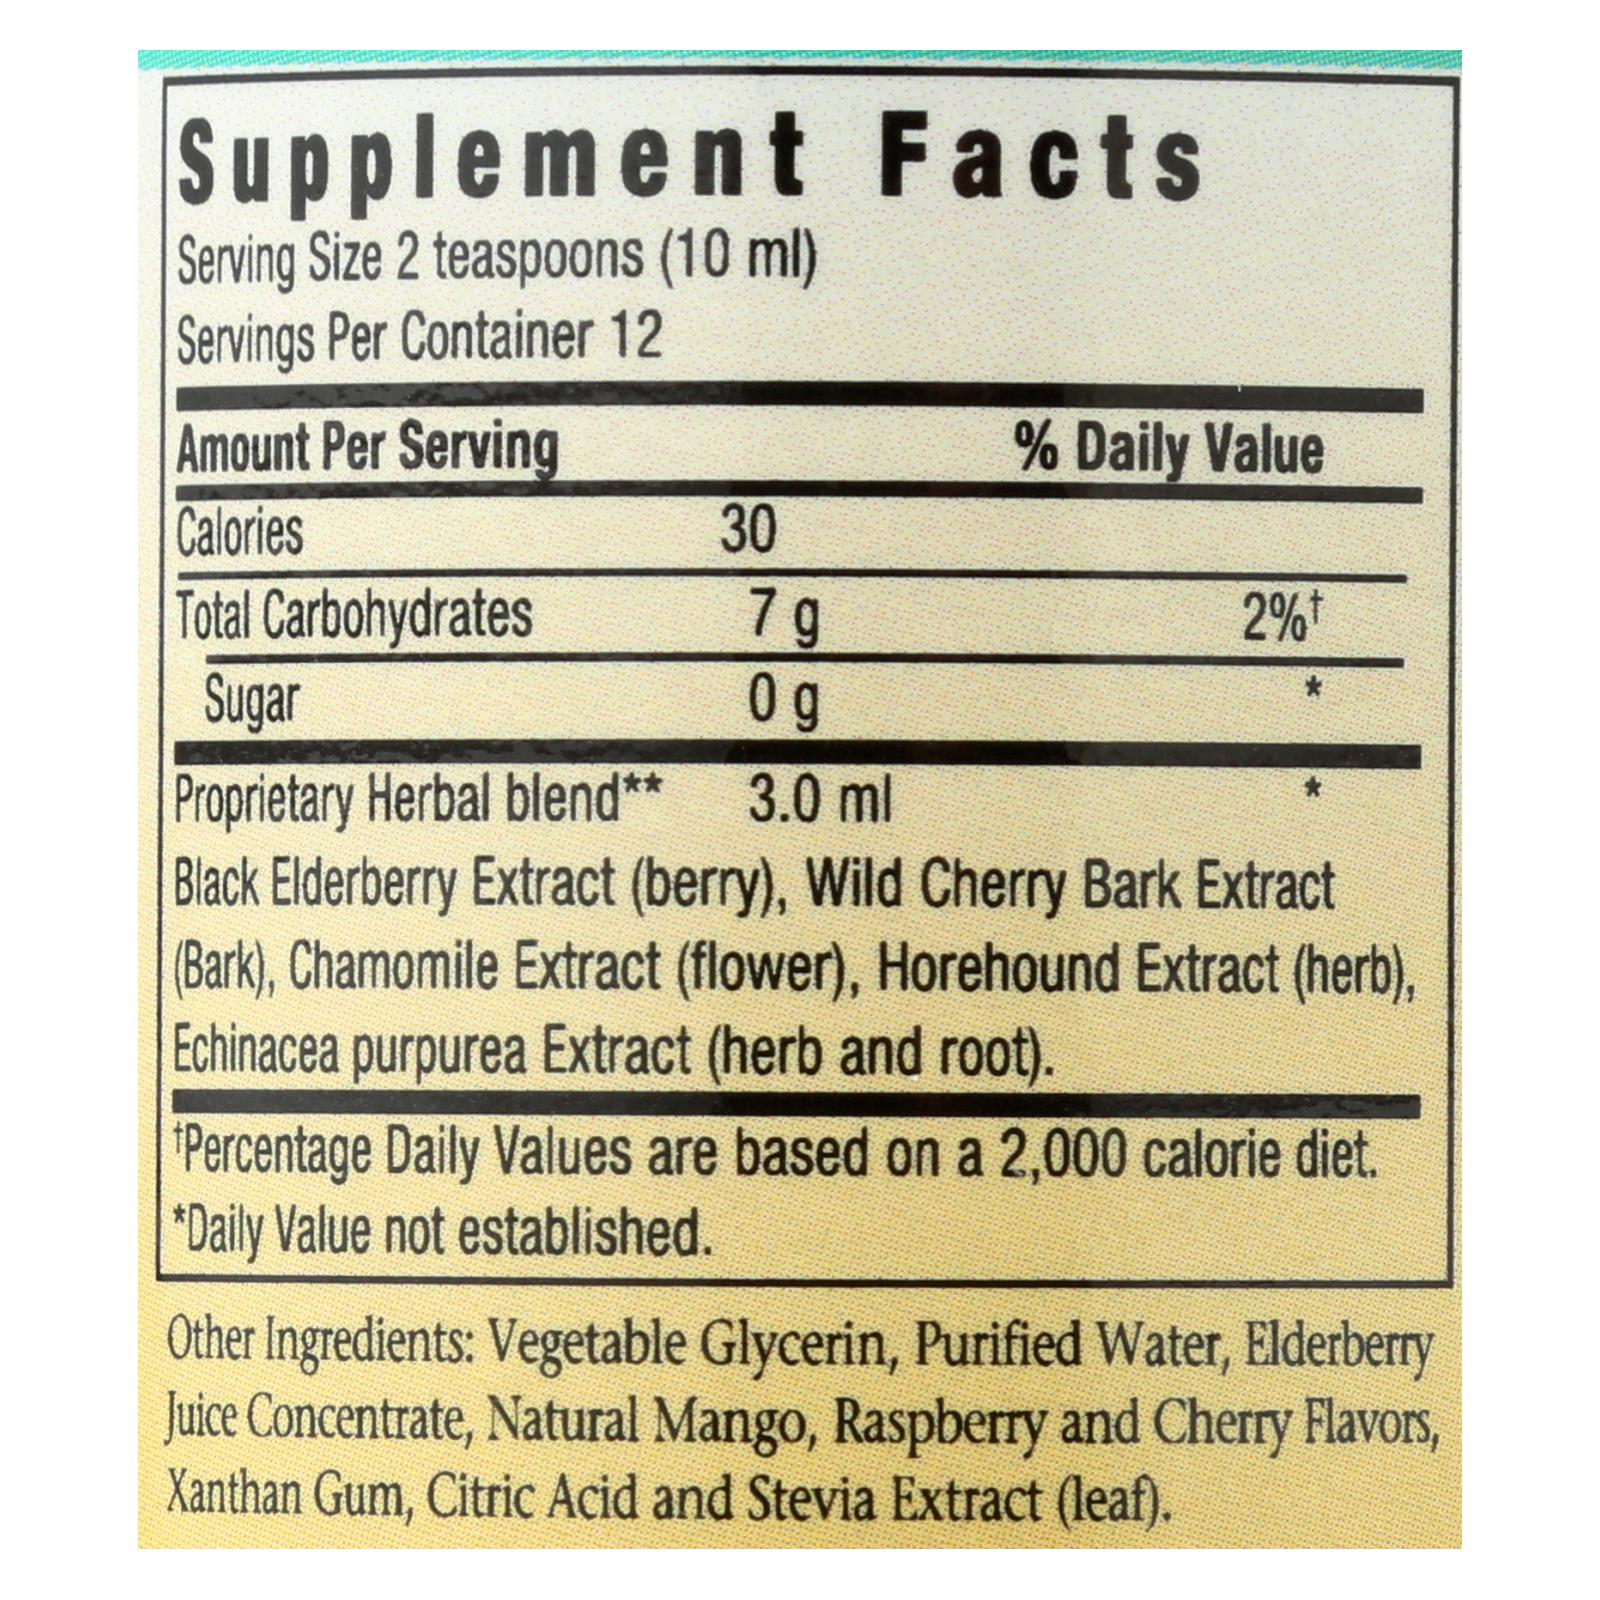 Supplement Facts
Serving Size 2 teaspoons (10 ml)
Servings Per Container 12
Amount Per Serving % Daily Value
Calories 30
Total Carbohydrates 7 g 2%†
Sugar 0 g *
Proprietary Herbal blend** 3.0 ml *
Black Elderberry Extract (berry), Wild Cherry Bark Extract
(Bark), Chamomile Extract (flower), Horehound Extract (herb),
Echinacea purpurea Extract (herb and root).
†Percentage Daily Values are based on a 2,000 calorie diet.
*Daily Value not established.
Other Ingredients: Vegetable Glycerin, Purified Water, Elderberry
Juice Concentrate, Natural Mango, Raspberry and Cherry Flavors,
Xanthan Gum, Citric Acid and Stevia Extract (leaf).